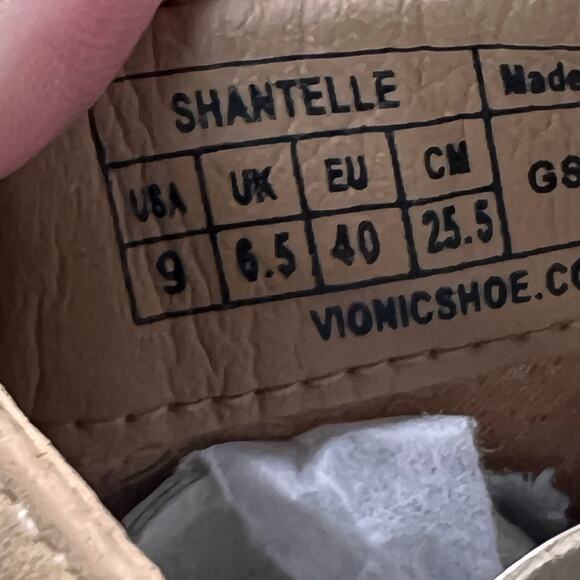 SHANTELLE Made
USA UK EU CM GS
9 6.5 40 25.5
VIONICSHOE.CO